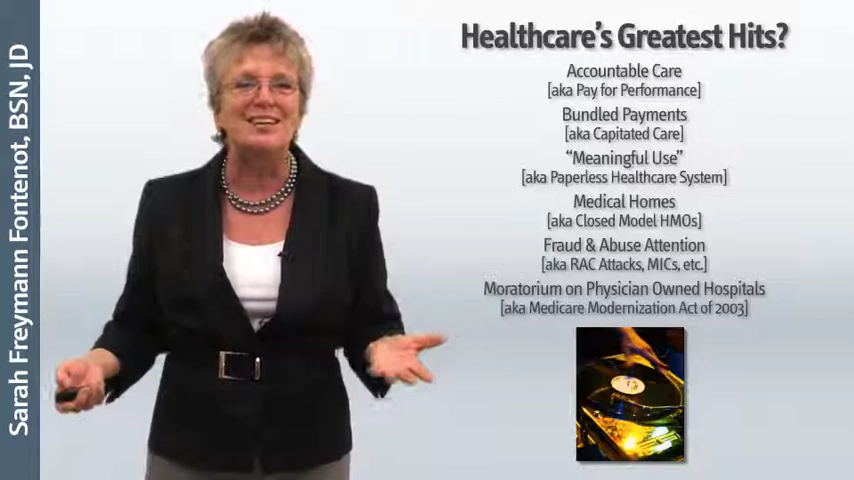 Sarah Freymann Fontenot, BSN, JD
Healthcare's Greatest Hits?
Accountable Care
[aka Pay for Performance]
Bundled Payments
[aka Capitated Care]
"Meaningful Use"
[aka Paperless Healthcare System]
Medical Homes
[aka Closed Model HMOs]
Fraud & Abuse Attention
[aka RAC Attacks, MICs, etc.]
Moratorium on Physician Owned Hospitals
[aka Medicare Modernization Act of 2003]